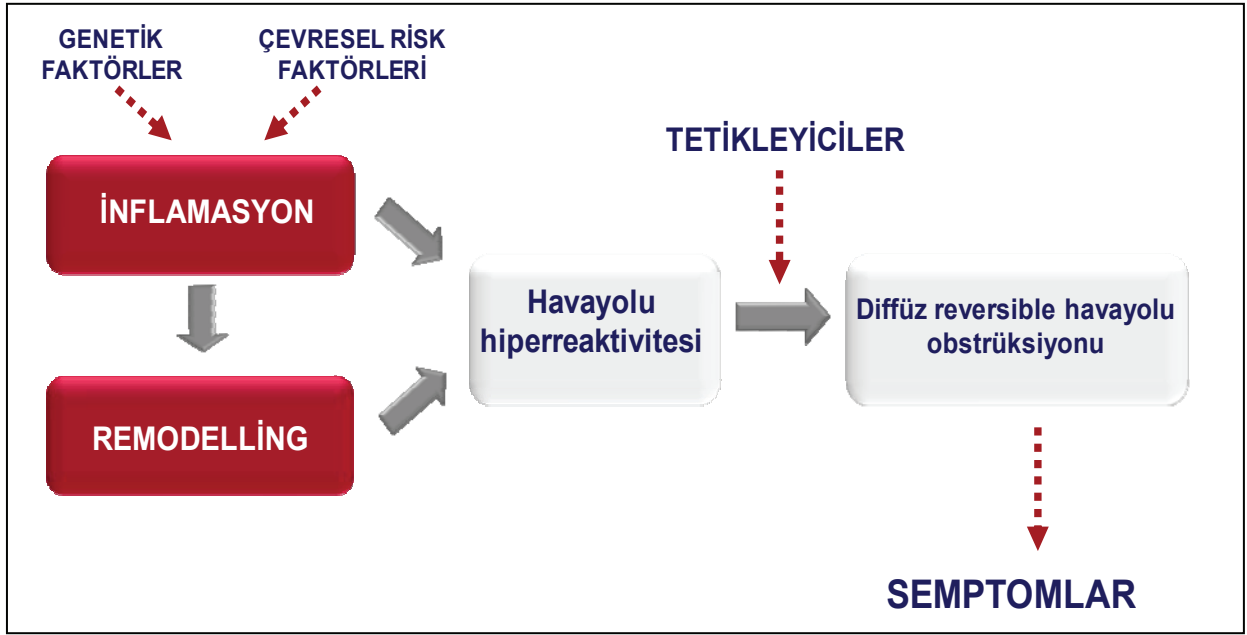 GENETİK
FAKTÖRLER
ÇEVRESEL RİSK
FAKTÖRLERİ
TETİKLEYİCİLER
İNFLAMASYON
REMODELLİNG
Havayolu
hiperreaktivitesi
Diffüz reversible havayolu
obstrüksiyonu
SEMPTOMLAR